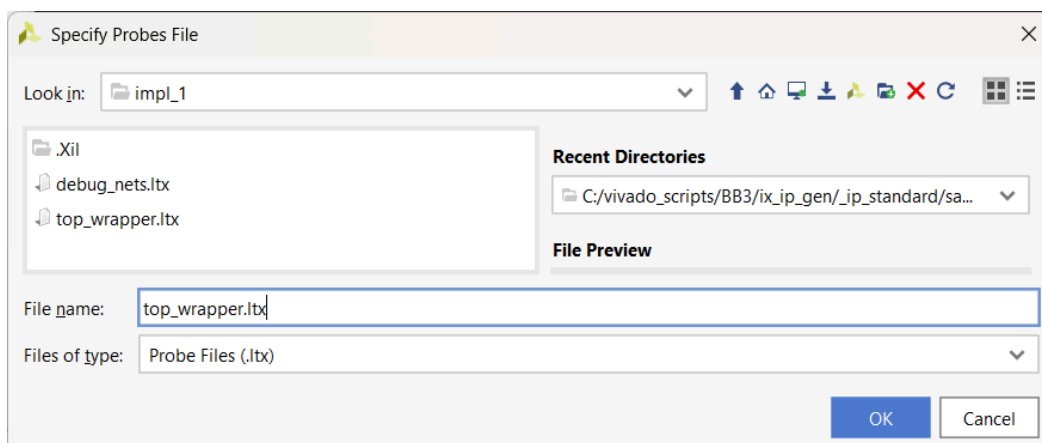 Specify Probes File
Look in: impl_1
.Xil
debug_nets.ltx
top_wrapper.ltx
Recent Directories
C:/vivado_scripts/BB3/ix_ip_gen/_ip_standard/sa...
File Preview
File name: top_wrapper.ltx
Files of type: Probe Files (.ltx)
OK Cancel